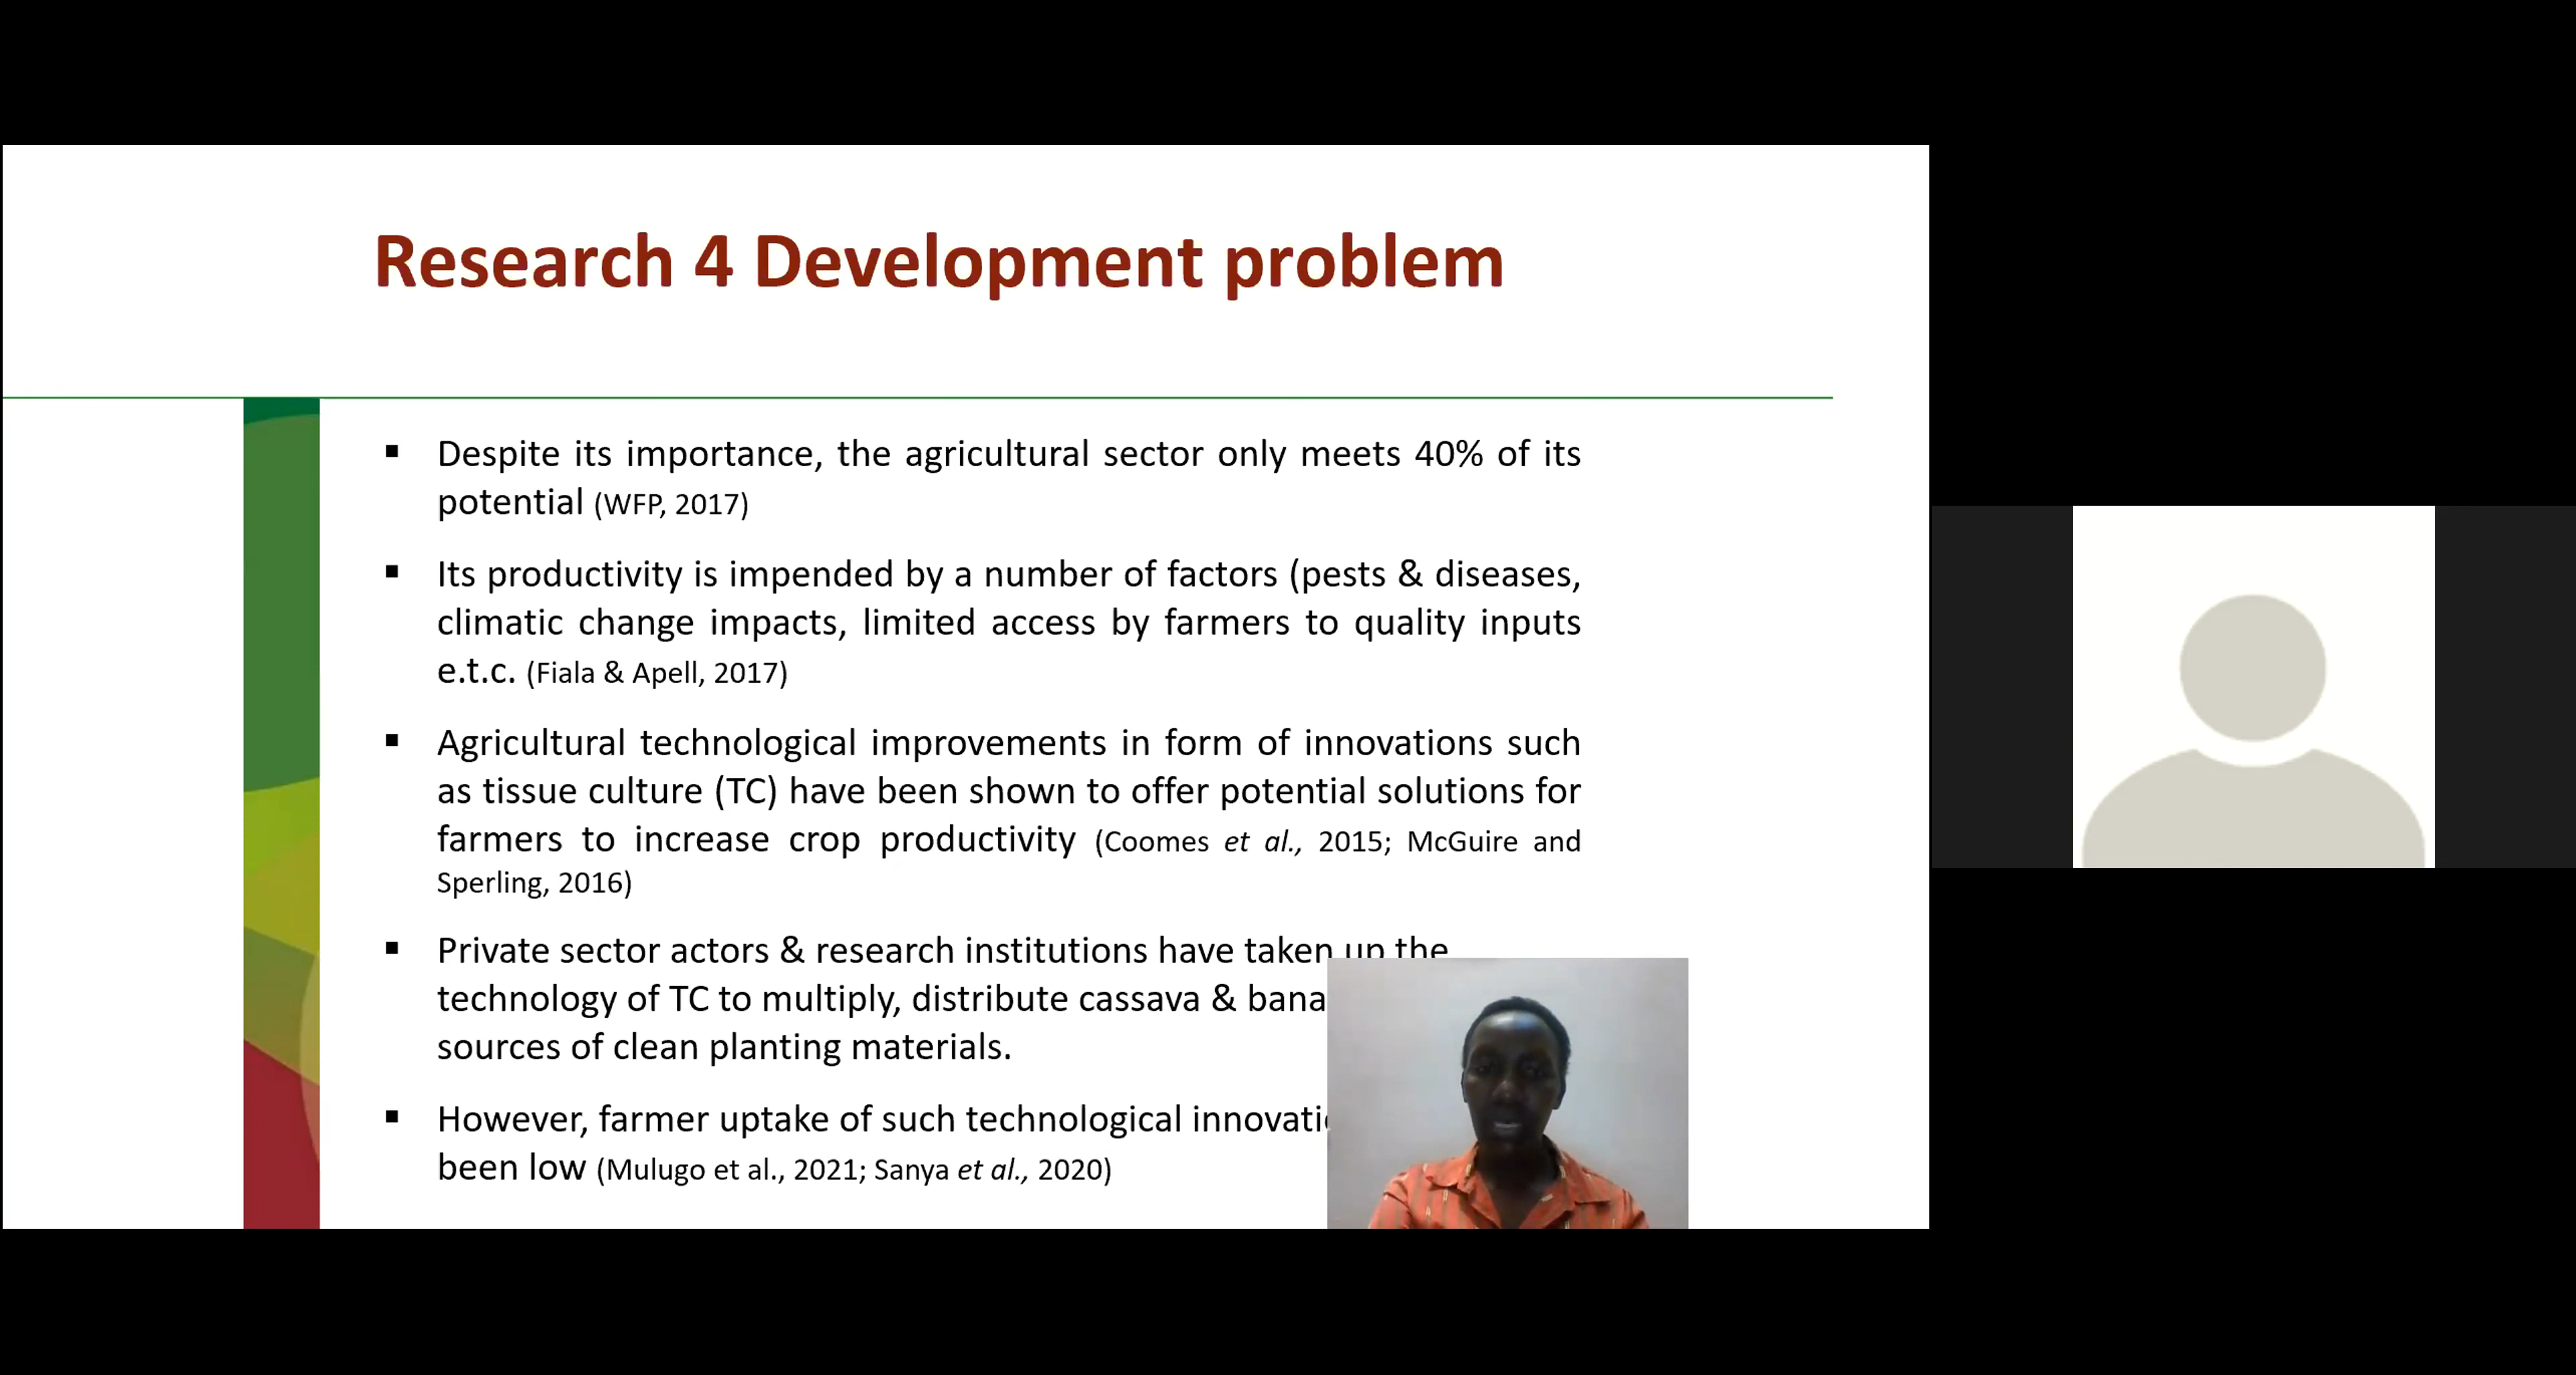 Research 4 Development problem
▪ Despite its importance, the agricultural sector only meets 40% of its
potential (WFP, 2017)
▪ Its productivity is impended by a number of factors (pests & diseases,
climatic change impacts, limited access by farmers to quality inputs
e.t.c. (Fiala & Apell, 2017)
▪ Agricultural technological improvements in form of innovations such
as tissue culture (TC) have been shown to offer potential solutions for
farmers to increase crop productivity (Coomes et al., 2015; McGuire and
Sperling, 2016)
▪ Private sector actors & research institutions have taken up the
technology of TC to multiply, distribute cassava &
sources of clean planting materials.
▪ However, farmer uptake of such technological
been low (Mulugo et al., 2021; Sanya et al., 2020)